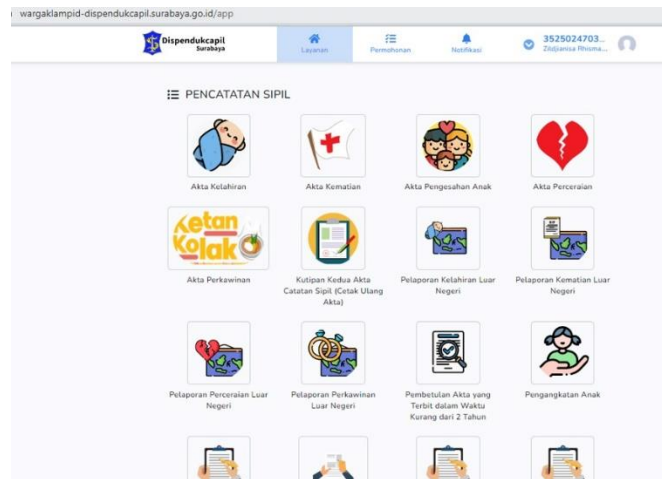 wargaklampid-dispendukcapil.surabaya.go.id/app
Dispendukcapil
Surabaya
Layanan
Permohonan
Notifikasi
3525024703...
PENCATATAN SIPIL
Akta Kelahiran
Akta Kematian
Akta Pengesahan Anak
Akta Perceraian
Ketan
Kolak
Akta Perkawinan
Kutipan Kedua Akta
Catatan Sipil (Cetak Ulang
Akta)
Pelaporan Kelahiran Luar
Negeri
Pelaporan Kematian Luar
Negeri
Pelaporan Perceraian Luar
Negeri
Pelaporan Perkawinan
Luar Negeri
Pembetulan Akta yang
Terbit dalam Waktu
Kurang dari 2 Tahun
Pengangkatan Anak